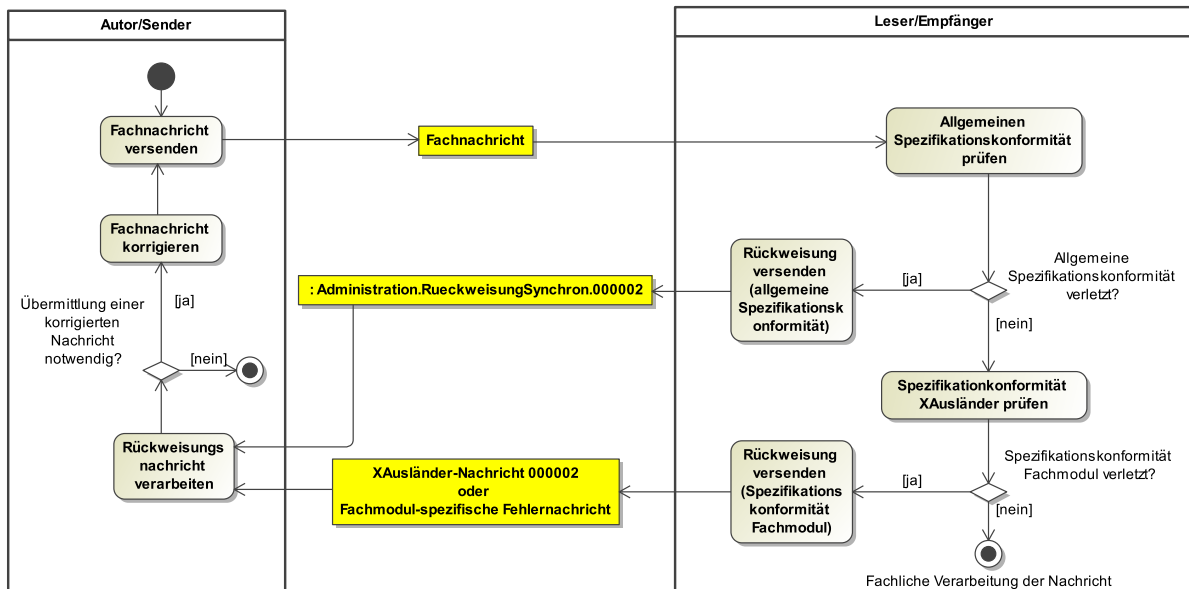 Autor/Sender
Leser/Empfänger
Fachnachricht
versenden
Fachnachricht
Allgemeinen
Spezifikationskonformität
prüfen
Fachnachricht
korrigieren
Rückweisung
versenden
(allgemeine
Spezifikationsk
onformität)
[ja]
Allgemeine
Spezifikationskonformität
verletzt?
: Administration.RueckweisungSynchron.000002
Übermittlung einer
korrigierten
Nachricht
notwendig?
[ja]
[nein]
[nein]
Spezifikationkonformität
XAusländer prüfen
Rückweisungs
nachricht
verarbeiten
XAusländer-Nachricht 000002
oder
Fachmodul-spezifische Fehlernachricht
Rückweisung
versenden
(Spezifikations
konformität
Fachmodul)
[ja]
Spezifikationskonformität
Fachmodul verletzt?
[nein]
Fachliche Verarbeitung der Nachricht